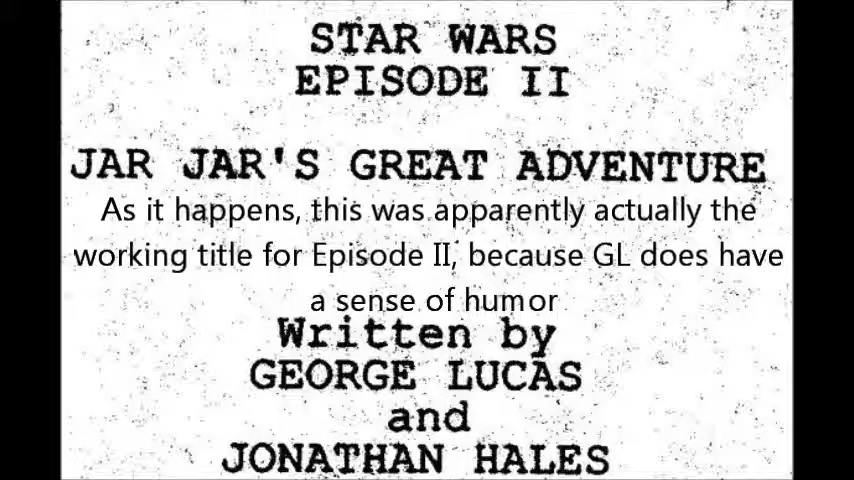 STAR WARS
EPISODE II
JAR JAR'S GREAT ADVENTURE
As it happens, this was apparently actually the
working title for Episode II, because GL does have
a sense of humor
Written by
GEORGE LUCAS
and
JONATHAN HALES